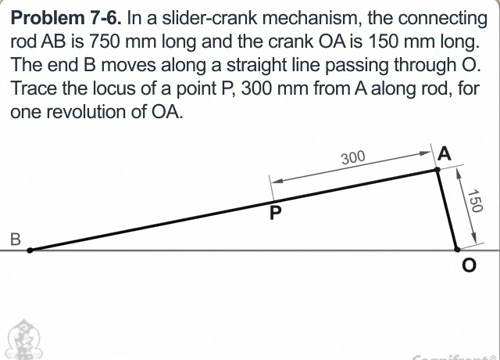 Problem 7-6. In a slider-crank mechanism, the connecting
rod AB is 750 mm long and the crank OA is 150 mm long.
The end B moves along a straight line passing through O.
Trace the locus of a point P, 300 mm from A along rod, for
one revolution of OA.
300
A
150
P
B
O